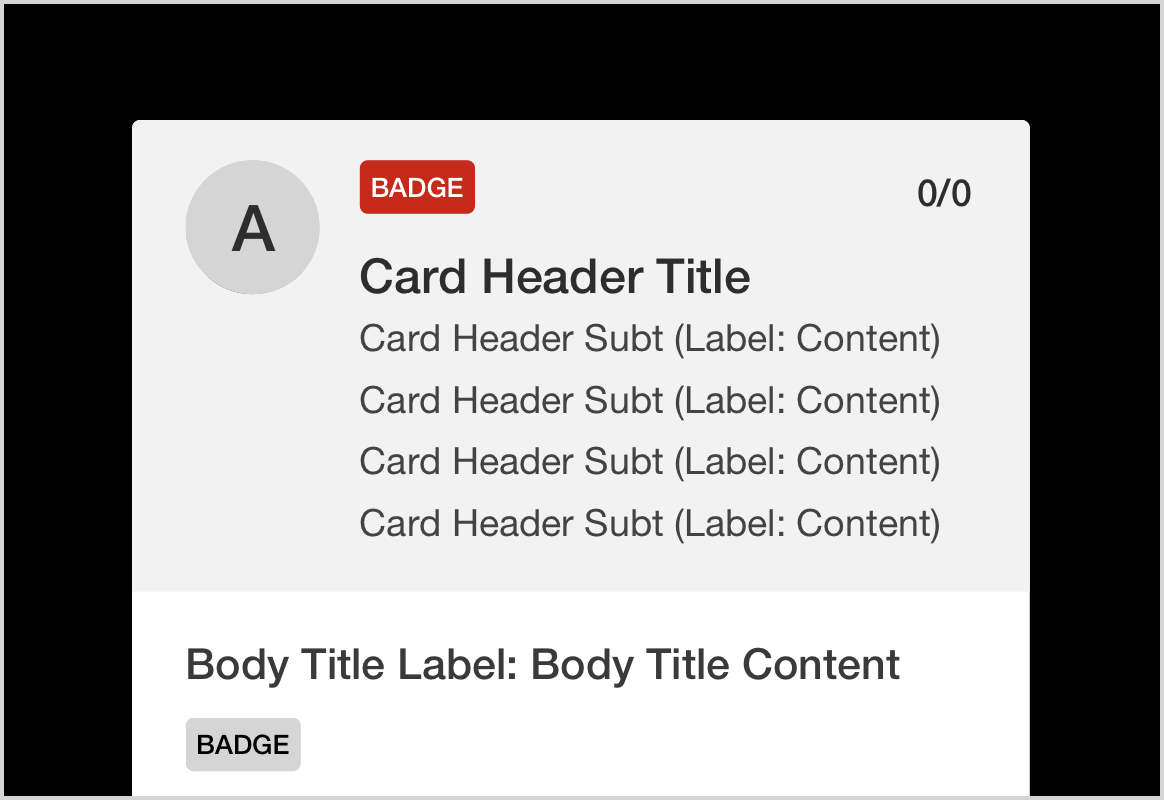 A
BADGE
0/0
Card Header Title
Card Header Subt (Label: Content)
Card Header Subt (Label: Content)
Card Header Subt (Label: Content)
Card Header Subt (Label: Content)
Body Title Label: Body Title Content
BADGE